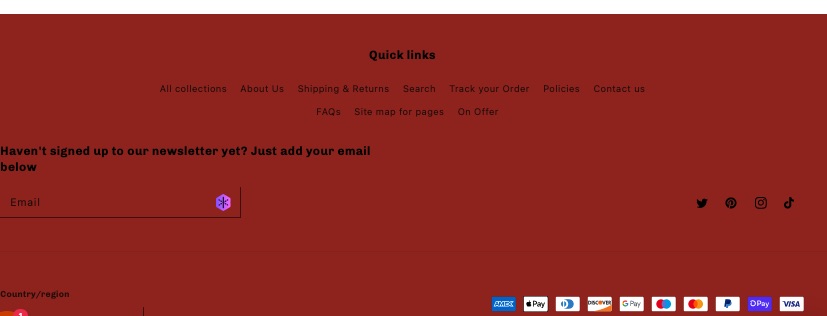 Quick links
All collections About Us Shipping & Returns Search Track your Order Policies Contact us
FAQs Site map for pages On Offer
Haven't signed up to our newsletter yet? Just add your email
below
Email
Country/region
AMEX Pay DISCOVER G Pay Pay VISA
1